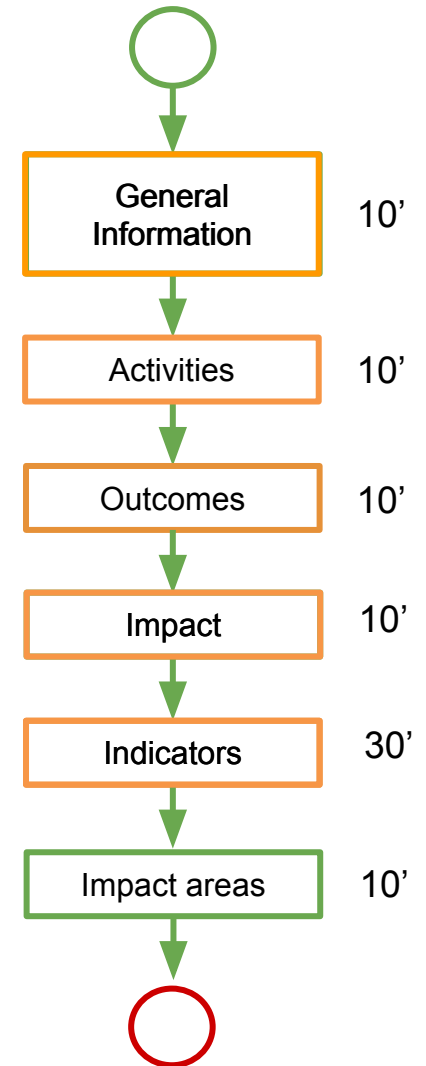 General
Information
10’
Activities
10’
Outcomes
10’
Impact
10’
Indicators
30’
Impact areas
10’